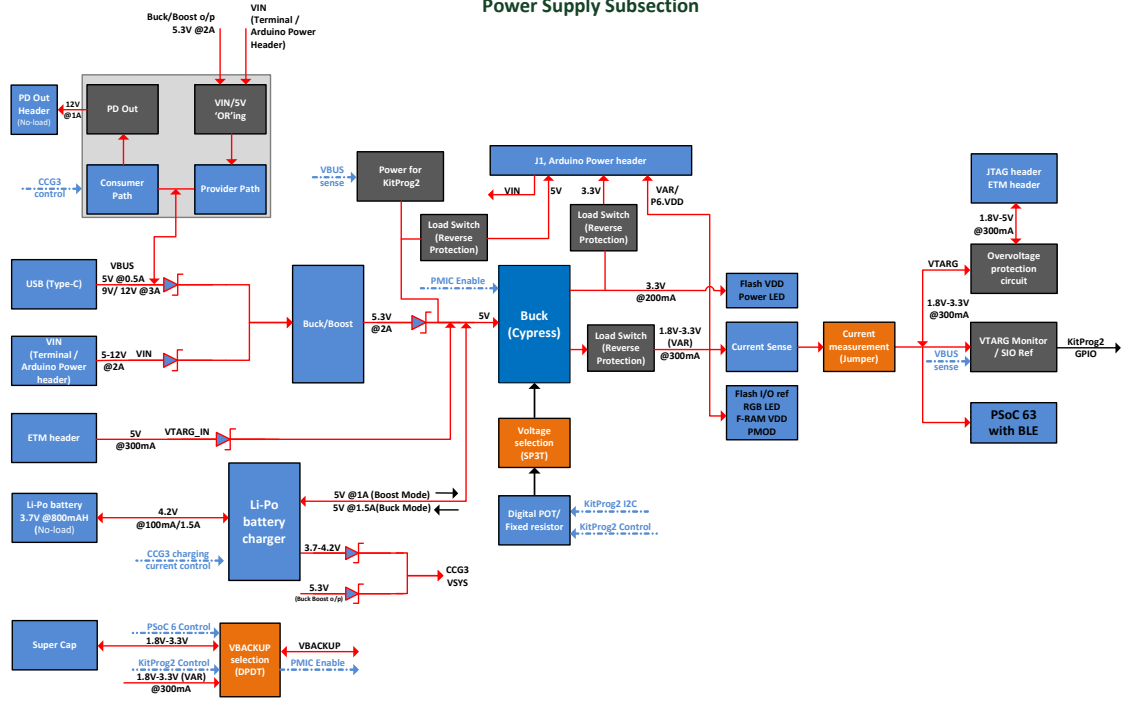 Power Supply Subsection
Buck/Boost o/p
5.3V @2A
VIN
(Terminal /
Arduino Power
Header)
PD Out
Header
(No-load)
12V
@1A
PD Out
VIN/5V
'OR'ing
CCG3
control
Consumer
Path
Provider Path
VBUS
sense
Power for
KitProg2
J1, Arduino Power header
VIN
5V
3.3V
VAR/
P6.VDD
JTAG header
ETM header
Load Switch
(Reverse
Protection)
Load Switch
(Reverse
Protection)
1.8V-5V
@300mA
USB (Type-C)
VBUS
5V @0.5A
9V/ 12V @3A
Buck/Boost
5.3V
@2A
5V
PMIC Enable
Buck
(Cypress)
3.3V
@200mA
Flash VDD
Power LED
VTARG
Overvoltage
protection
circuit
1.8V-3.3V
@300mA
VIN
(Terminal /
Arduino Power
header)
5-12V
@2A
VIN
Load Switch
(Reverse
Protection)
1.8V-3.3V
(VAR)
@300mA
Current Sense
Current
measurement
(Jumper)
VBUS
sense
VTARG Monitor
/ SIO Ref
KitProg2
GPIO
ETM header
5V
@300mA
VTARG_IN
Voltage
selection
(SP3T)
Flash I/O ref
RGB LED
F-RAM VDD
PMOD
PSoC 63
with BLE
Li-Po battery
3.7V @800mAH
(No-load)
4.2V
@100mA/1.5A
Li-Po
battery
charger
5V @1A (Boost Mode)
5V @1.5A(Buck Mode)
Digital POT/
Fixed resistor
KitProg2 I2C
KitProg2 Control
CCG3 charging
current control
3.7-4.2V
5.3V
(Buck Boost o/p)
CCG3
VSYS
Super Cap
PSoC 6 Control
1.8V-3.3V
KitProg2 Control
1.8V-3.3V (VAR)
@300mA
VBACKUP
selection
(DPDT)
VBACKUP
PMIC Enable